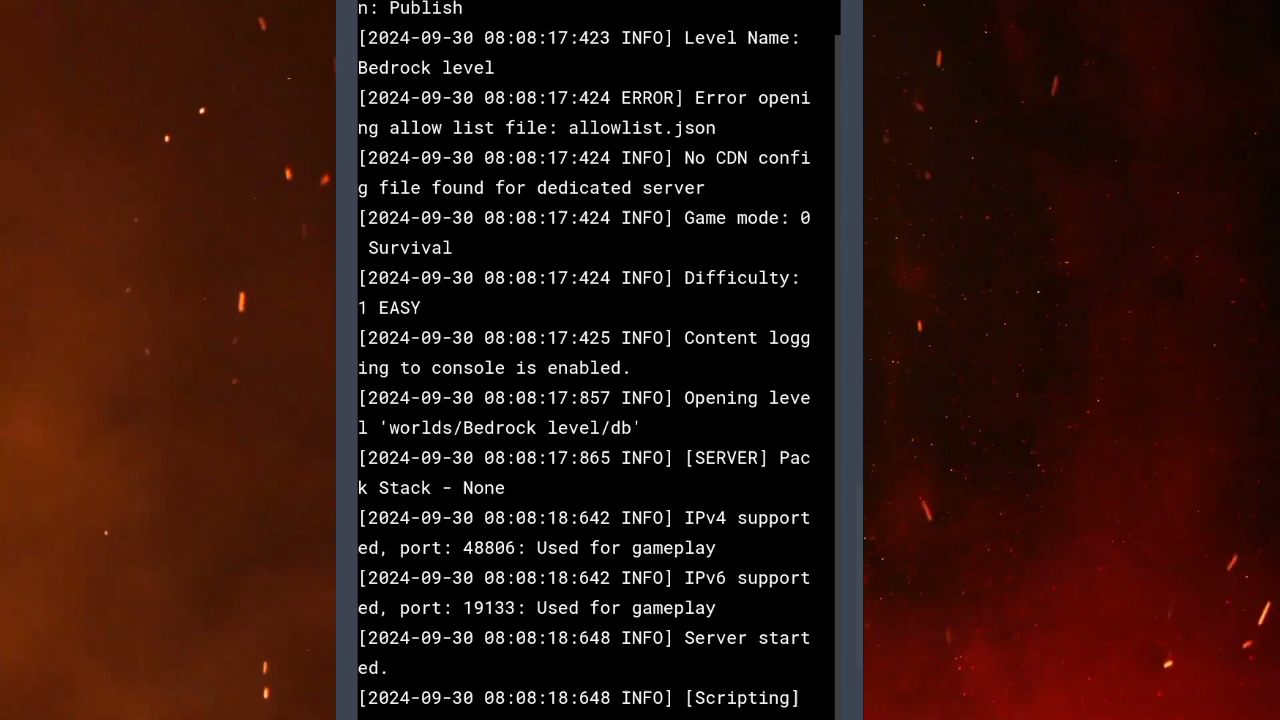 n: Publish
[2024-09-30 08:08:17:423 INFO] Level Name:
Bedrock level
[2024-09-30 08:08:17:424 ERROR] Error openi
ng allow list file: allowlist.json
[2024-09-30 08:08:17:424 INFO] No CDN confi
g file found for dedicated server
[2024-09-30 08:08:17:424 INFO] Game mode: 0
 Survival
[2024-09-30 08:08:17:424 INFO] Difficulty:
1 EASY
[2024-09-30 08:08:17:425 INFO] Content logg
ing to console is enabled.
[2024-09-30 08:08:17:857 INFO] Opening leve
l 'worlds/Bedrock level/db'
[2024-09-30 08:08:17:865 INFO] [SERVER] Pac
k Stack - None
[2024-09-30 08:08:18:642 INFO] IPv4 support
ed, port: 48806: Used for gameplay
[2024-09-30 08:08:18:642 INFO] IPv6 support
ed, port: 19133: Used for gameplay
[2024-09-30 08:08:18:648 INFO] Server start
ed.
[2024-09-30 08:08:18:648 INFO] [Scripting]